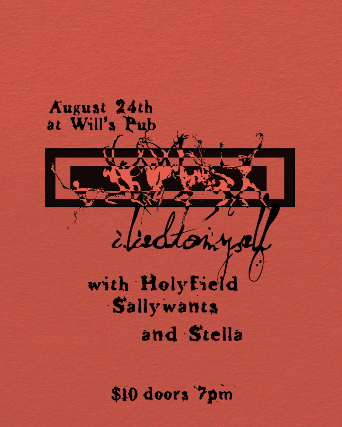 August 24th
at Will's Pub
iliedtomyself
with Holyfield
Sallywants
and Stella
$10 doors 7pm